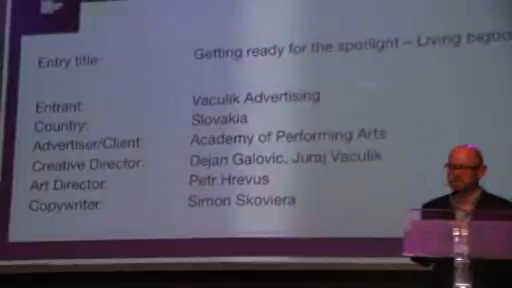 Entry title: Getting ready for the spotlight – Living
Entrant: Vaculik Advertising
Country: Slovakia
Advertiser/Client: Academy of Performing Arts
Creative Director: Dejan Galovic, Juraj Vaculik
Art Director: Petr Hrevus
Copywriter: Simon Skoviera